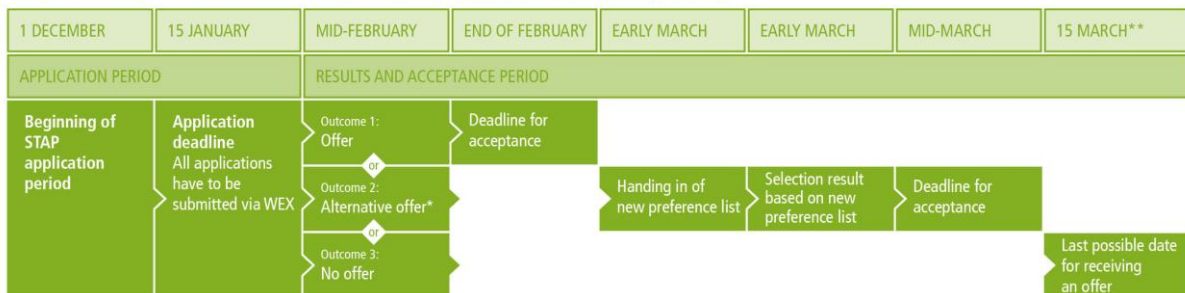 1 DECEMBER
15 JANUARY
MID-FEBRUARY
END OF FEBRUARY
EARLY MARCH
EARLY MARCH
MID-MARCH
15 MARCH**
APPLICATION PERIOD
RESULTS AND ACCEPTANCE PERIOD
Beginning of
STAP
application
period
Application
deadline
All applications
have to be
submitted via WEX
Outcome 1:
Offer
or
Outcome 2:
Alternative offer*
or
Outcome 3:
No offer
Deadline for
acceptance
Handing in of
new preference list
Selection result
based on new
preference list
Deadline for
acceptance
Last possible date
for receiving
an offer